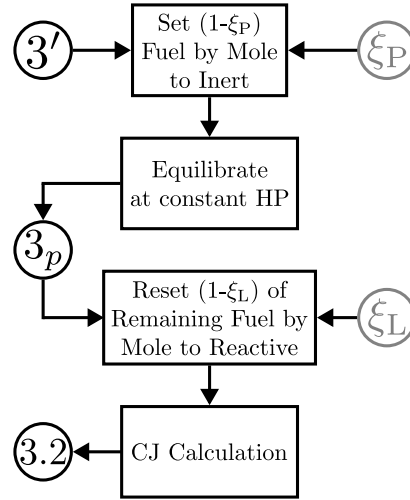 3′
Set (1-ξP)
Fuel by Mole
to Inert
ξP
Equilibrate
at constant HP
3p
Reset (1-ξL) of
Remaining Fuel by
Mole to Reactive
ξL
3.2
CJ Calculation